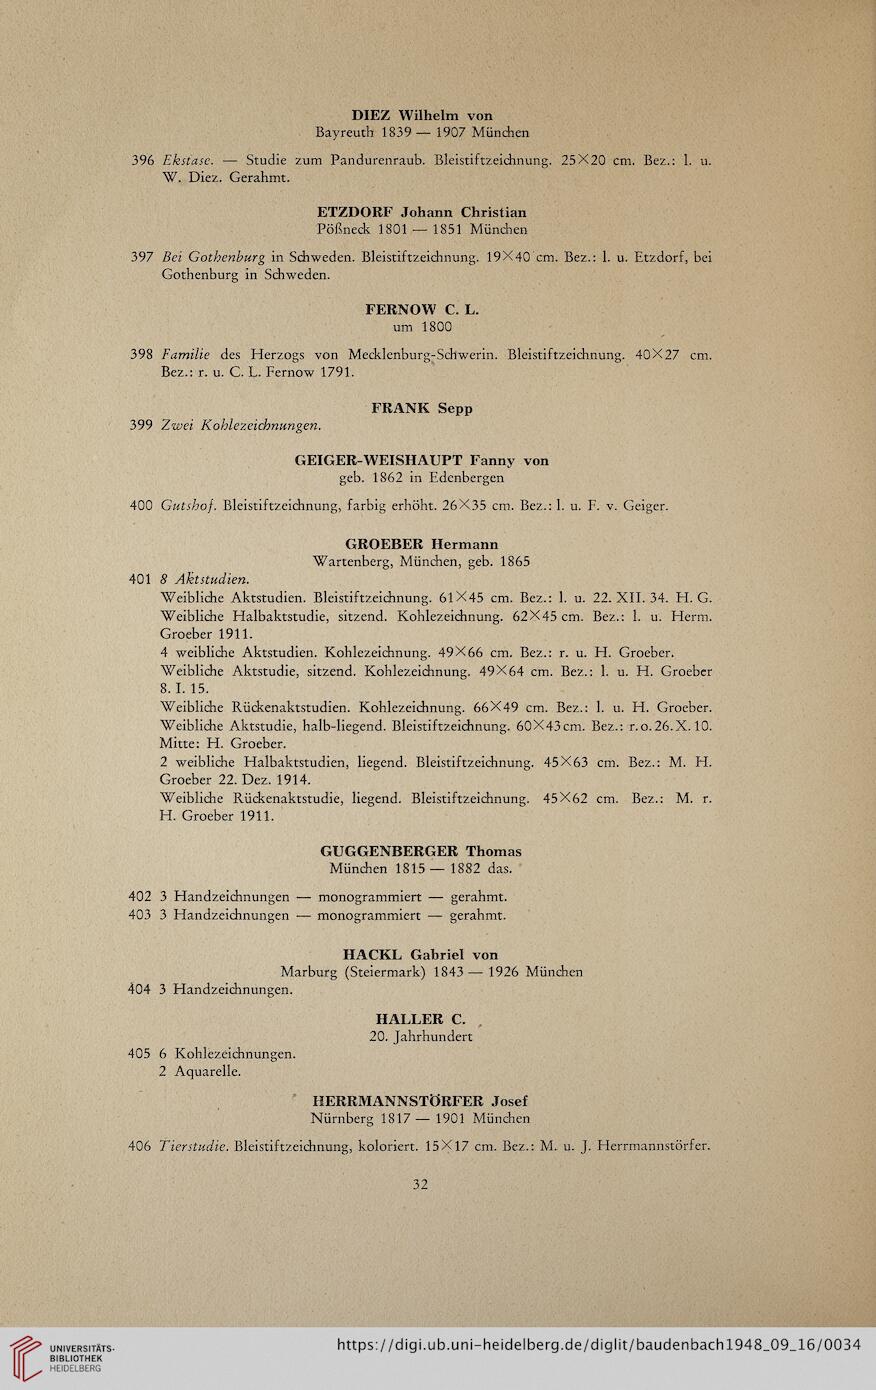 DIEZ Wilhelm von
Bayreuth 1839 — 1907 München
396 Ekstase. — Studie zum Pandurenraub. Bleistiftzeichnung. 25×20 cm. Bez.: l. u.
W. Diez. Gerahmt.
ETZDORF Johann Christian
Pößneck 1801 — 1851 München
397 Bei Gothenburg in Schweden. Bleistiftzeichnung. 19×40 cm. Bez.: l. u. Etzdorf, bei
Gothenburg in Schweden.
FERNOW C. L.
um 1800
398 Familie des Herzogs von Mecklenburg-Schwerin. Bleistiftzeichnung. 40×27 cm.
Bez.: r. u. C. L. Fernow 1791.
FRANK Sepp
399 Zwei Kohlezeichnungen.
GEIGER-WEISHAUPT Fanny von
geb. 1862 in Edenbergen
400 Gutshof. Bleistiftzeichnung, farbig erhöht. 26×35 cm. Bez.: l. u. F. v. Geiger.
GROEBER Hermann
Wartenberg, München, geb. 1865
401 8 Aktstudien.
Weibliche Aktstudien. Bleistiftzeichnung. 61×45 cm. Bez.: l. u. 22. XII. 34. H. G.
Weibliche Halbaktstudie, sitzend. Kohlezeichnung. 62×45 cm. Bez.: l. u. Herm.
Groeber 1911.
4 weibliche Aktstudien. Kohlezeichnung. 49×66 cm. Bez.: r. u. H. Groeber.
Weibliche Aktstudie, sitzend. Kohlezeichnung. 49×64 cm. Bez.: l. u. H. Groeber
8. I. 15.
Weibliche Rückenaktstudien. Kohlezeichnung. 66×49 cm. Bez.: l. u. H. Groeber.
Weibliche Aktstudie, halb-liegend. Bleistiftzeichnung. 60×43 cm. Bez.: r. o. 26. X. 10.
Mitte: H. Groeber.
2 weibliche Halbaktstudien, liegend. Bleistiftzeichnung. 45×63 cm. Bez.: M. H.
Groeber 22. Dez. 1914.
Weibliche Rückenaktstudie, liegend. Bleistiftzeichnung. 45×62 cm. Bez.: M. r.
H. Groeber 1911.
GUGGENBERGER Thomas
München 1815 — 1882 das.
402 3 Handzeichnungen — monogrammiert — gerahmt.
403 3 Handzeichnungen — monogrammiert — gerahmt.
HACKL Gabriel von
Marburg (Steiermark) 1843 — 1926 München
404 3 Handzeichnungen.
HALLER C.
20. Jahrhundert
405 6 Kohlezeichnungen.
2 Aquarelle.
HERRMANNSTÖRFER Josef
Nürnberg 1817 — 1901 München
406 Tierstudie. Bleistiftzeichnung, koloriert. 15×17 cm. Bez.: M. u. J. Herrmannstörfer.
32
UNIVERSITÄTS-
BIBLIOTHEK
HEIDELBERG
https://digi.ub.uni-heidelberg.de/diglit/baudenbach1948_09_16/0034